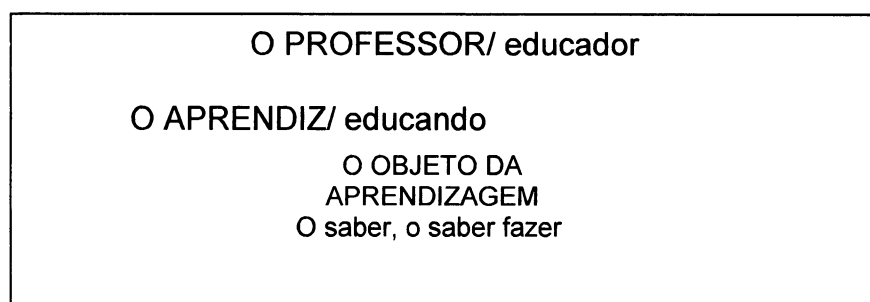 O PROFESSOR/ educador
O APRENDIZ/ educando
O OBJETO DA
APRENDIZAGEM
O saber, o saber fazer